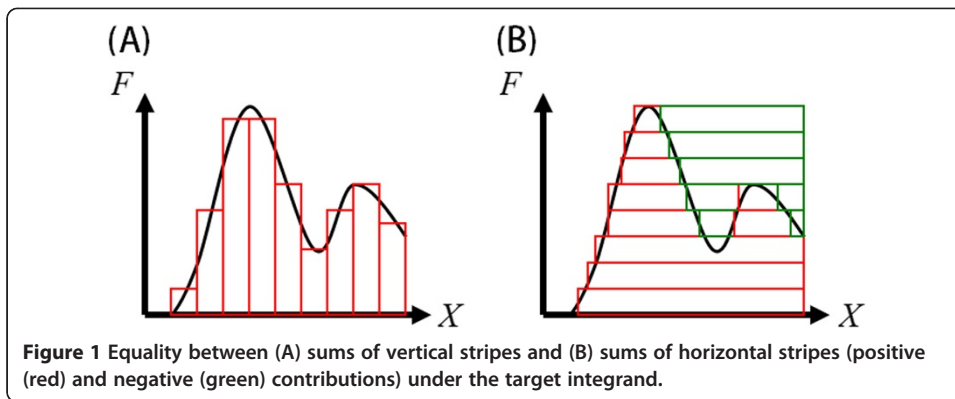 (A) (B)
F F
X X
Figure 1 Equality between (A) sums of vertical stripes and (B) sums of horizontal stripes (positive
(red) and negative (green) contributions) under the target integrand.